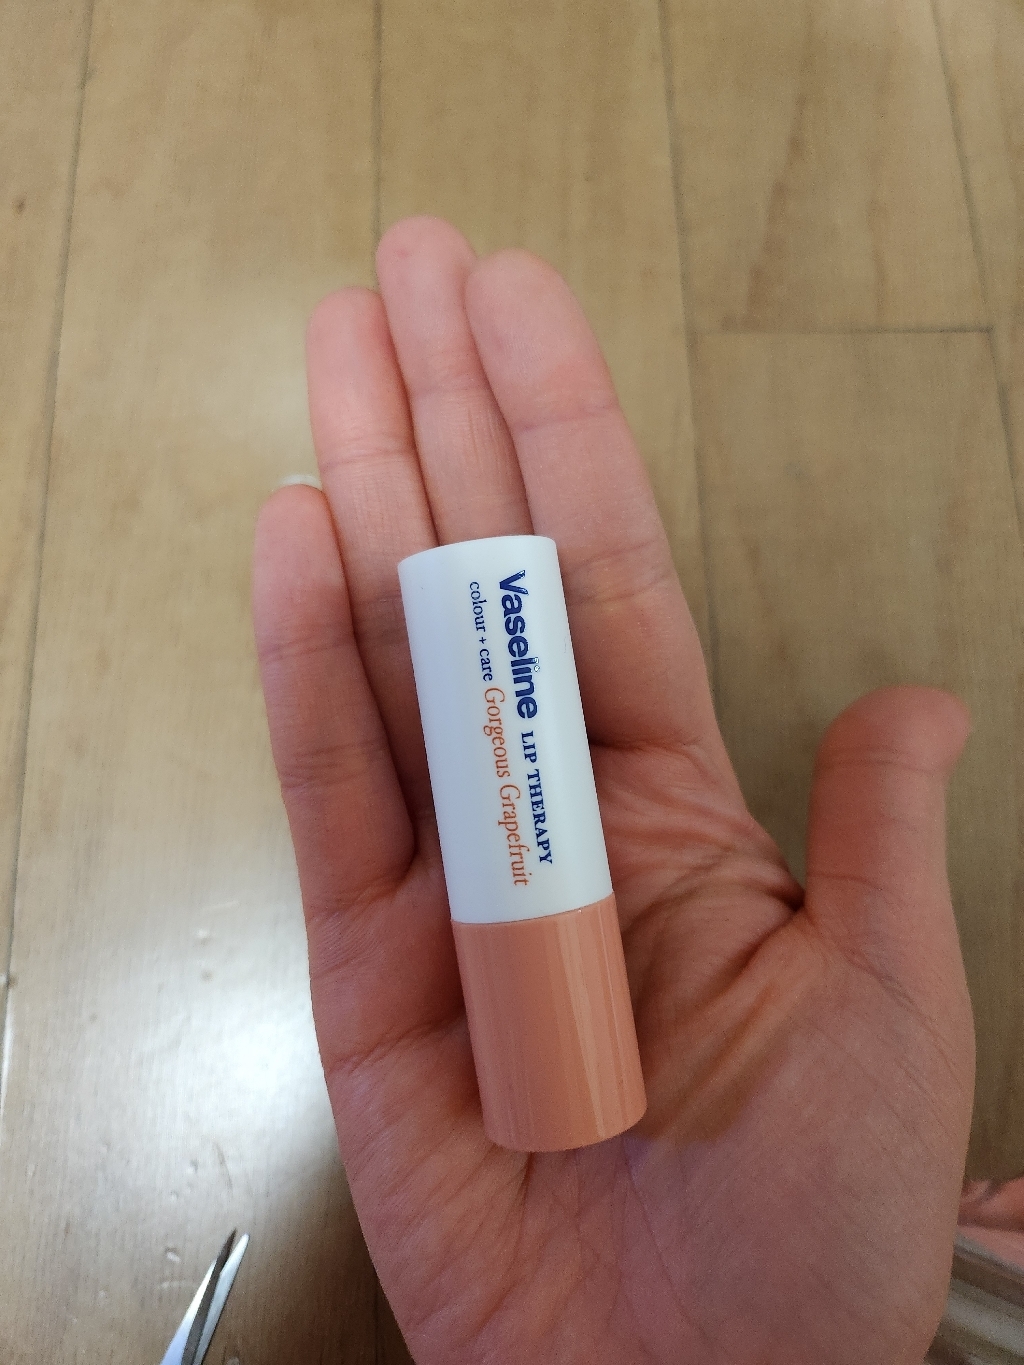 Vaseline LIP THERAPY
colour + care Gorgeous Grapefruit